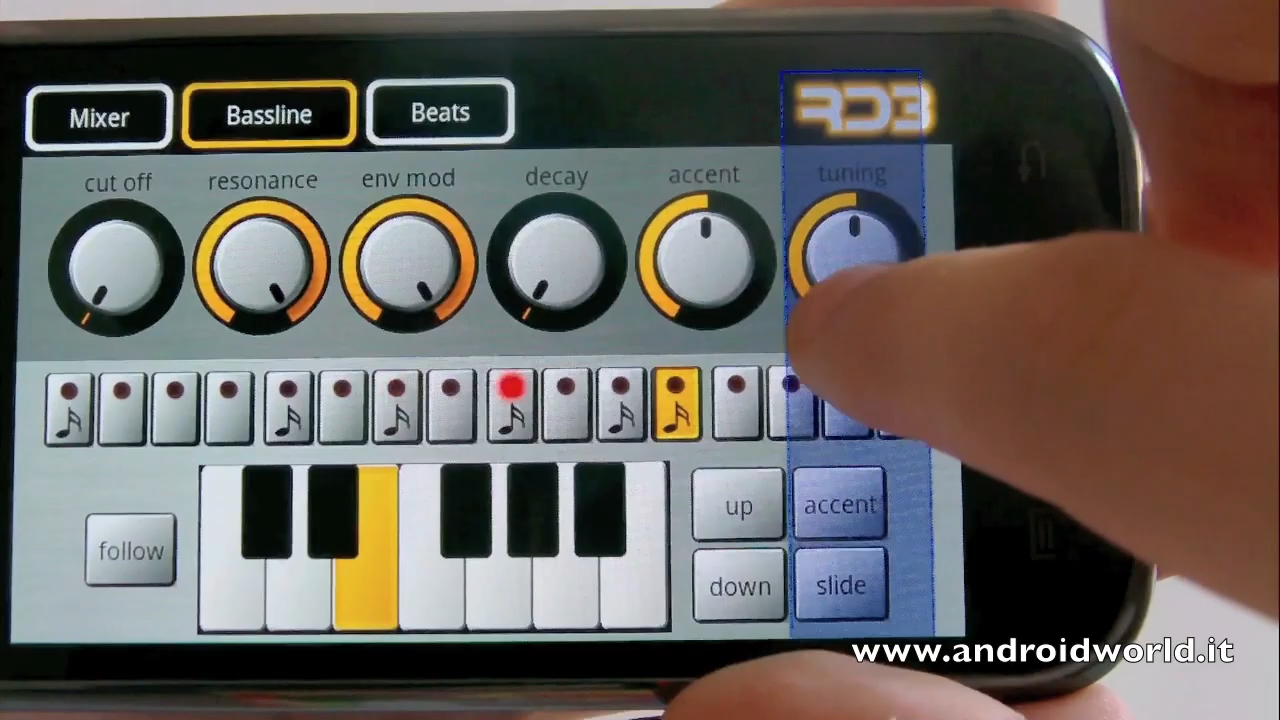 Mixer
Bassline
Beats
RD3
cut off
resonance
env mod
decay
accent
tuning
follow
up
accent
down
slide
www.androidworld.it